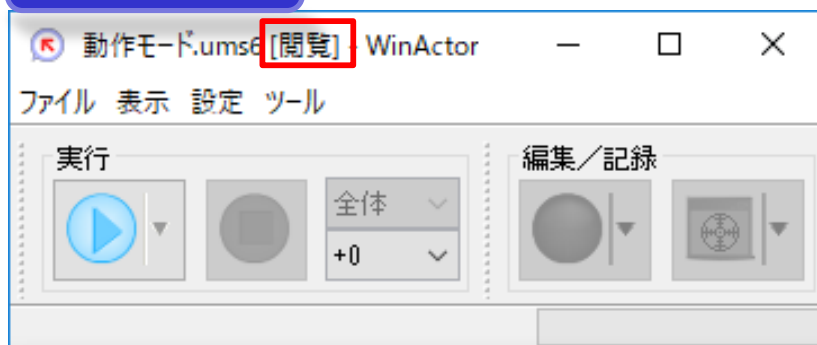 動作モード.ums6 [閲覧] - WinActor
ファイル 表示 設定 ツール
実行
編集／記録
全体
+0